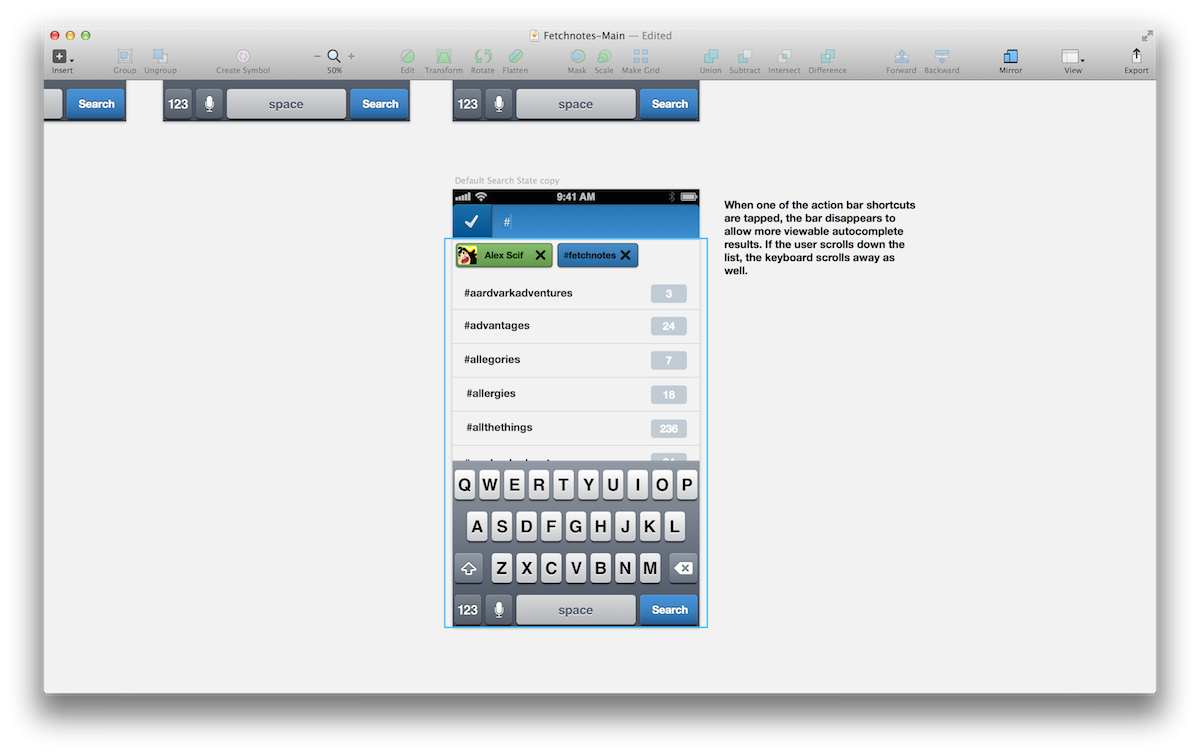 Fetchnotes-Main — Edited
Insert Group Ungroup Create Symbol 50% Edit Transform Rotate Flatten Mask Scale Make Grid Union Subtract Intersect Difference Forward Backward Mirror View Export
Search 123 space Search 123 space Search
Default Search State copy
9:41 AM
#
Alex Scif #fetchnotes
#aardvarkadventures 3
#advantages 24
#allegories 7
#allergies 18
#allthethings 236
Q W E R T Y U I O P
A S D F G H J K L
Z X C V B N M
123 space Search
When one of the action bar shortcuts
are tapped, the bar disappears to
allow more viewable autocomplete
results. If the user scrolls down the
list, the keyboard scrolls away as
well.